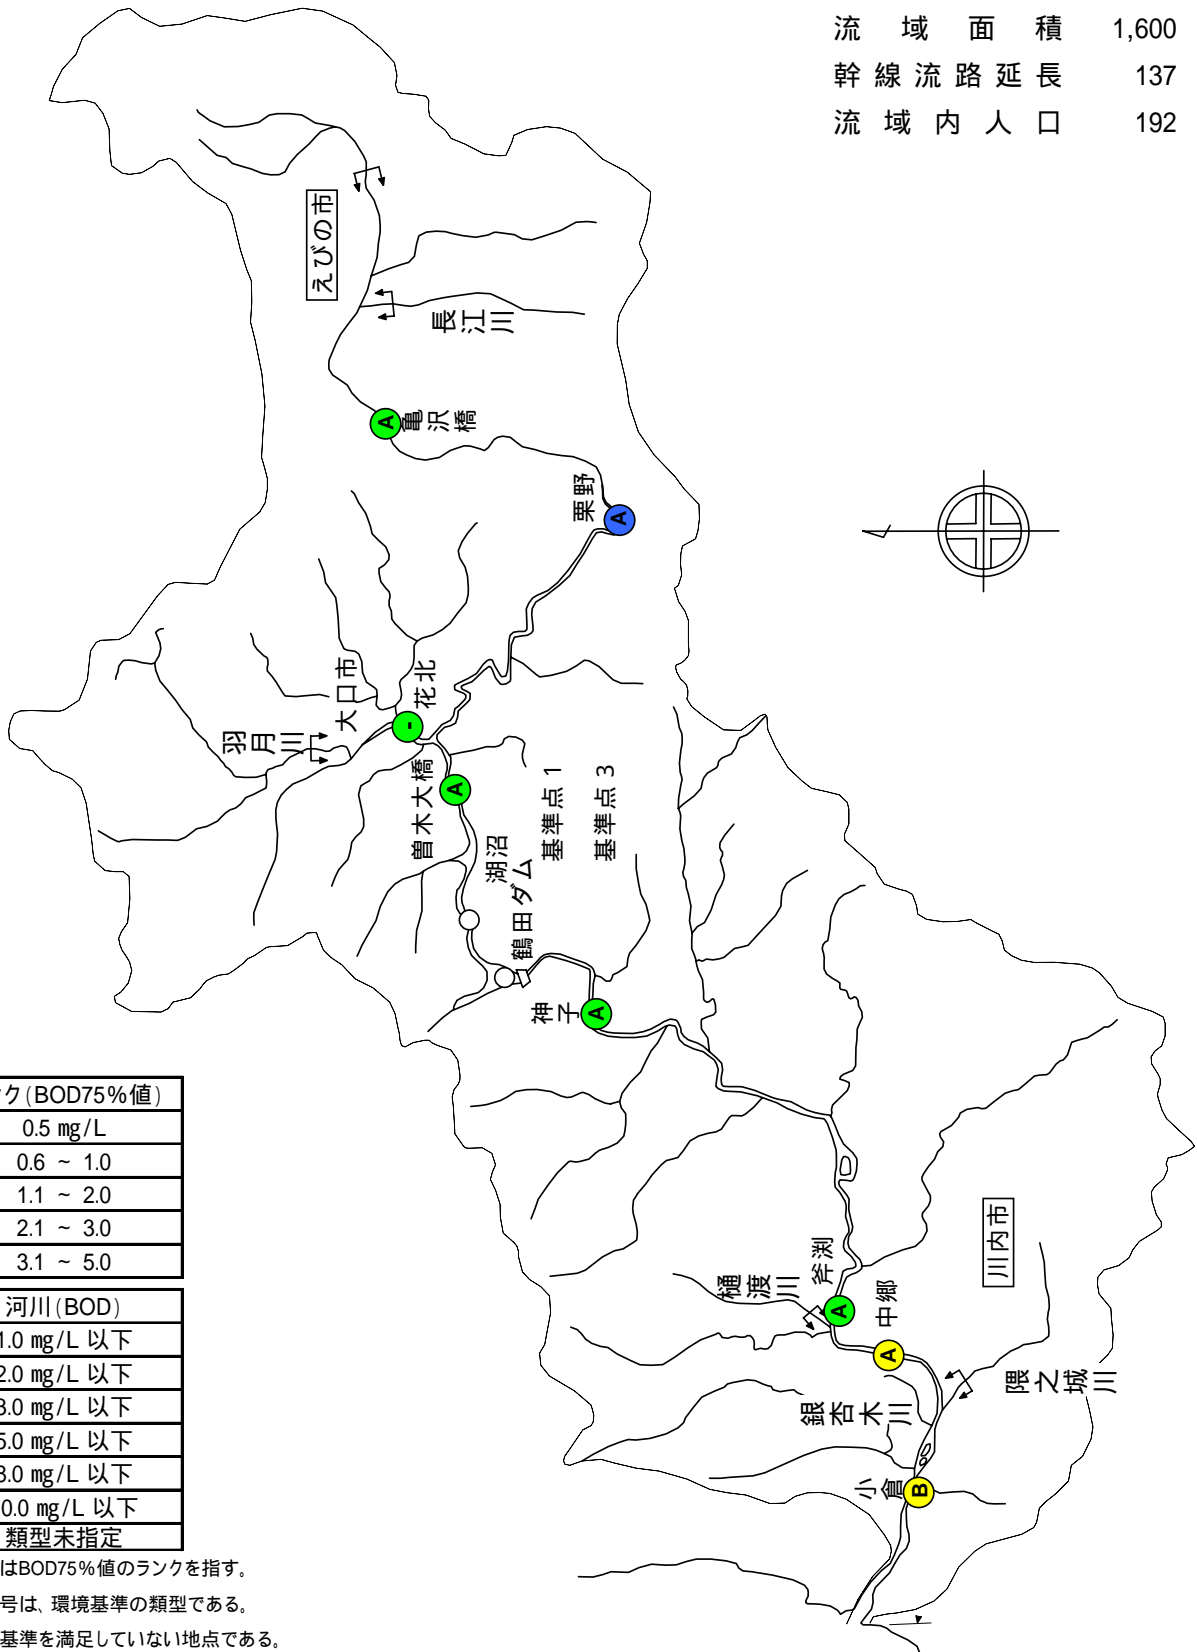 流域面積 1,600
幹線流路延長 137
流域内人口 192
えびの市
長江川
A
亀沢橋
栗野
A
大口市
花北
-
羽月川
曽木大橋
A
湖沼
鶴田ダム
基準点1
基準点3
神子
A
ク(BOD75%値)
0.5 mg/L
0.6 ~ 1.0
1.1 ~ 2.0
2.1 ~ 3.0
3.1 ~ 5.0
河川(BOD)
1.0 mg/L 以下
2.0 mg/L 以下
3.0 mg/L 以下
5.0 mg/L 以下
8.0 mg/L 以下
0.0 mg/L 以下
類型未指定
はBOD75%値のランクを指す。
号は、環境基準の類型である。
基準を満足していない地点である。
樋渡川
斧渕
A
中郷
A
川内市
隈之城川
銀杏木川
小倉
B